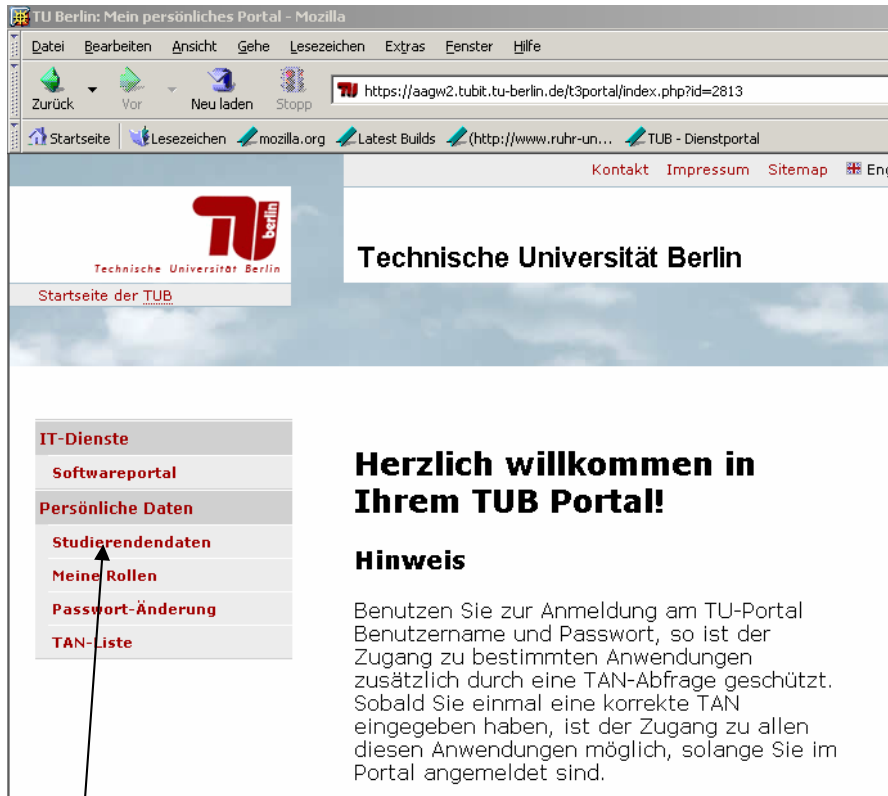 TU Berlin: Mein persönliches Portal - Mozilla
Datei Bearbeiten Ansicht Gehe Lesezeichen Extras Fenster Hilfe
Zurück Vor Neu laden Stopp https://aagw2.tubit.tu-berlin.de/t3portal/index.php?id=2813
Startseite Lesezeichen mozilla.org Latest Builds (http://www.ruhr-un... TUB - Dienstportal
Kontakt Impressum Sitemap Eng
berlin
Technische Universität Berlin
Technische Universität Berlin
Startseite der TUB
IT-Dienste
Softwareportal
Persönliche Daten
Studierendendaten
Meine Rollen
Passwort-Änderung
TAN-Liste
Herzlich willkommen in
Ihrem TUB Portal!
Hinweis
Benutzen Sie zur Anmeldung am TU-Portal
Benutzername und Passwort, so ist der
Zugang zu bestimmten Anwendungen
zusätzlich durch eine TAN-Abfrage geschützt.
Sobald Sie einmal eine korrekte TAN
eingegeben haben, ist der Zugang zu allen
diesen Anwendungen möglich, solange Sie im
Portal angemeldet sind.